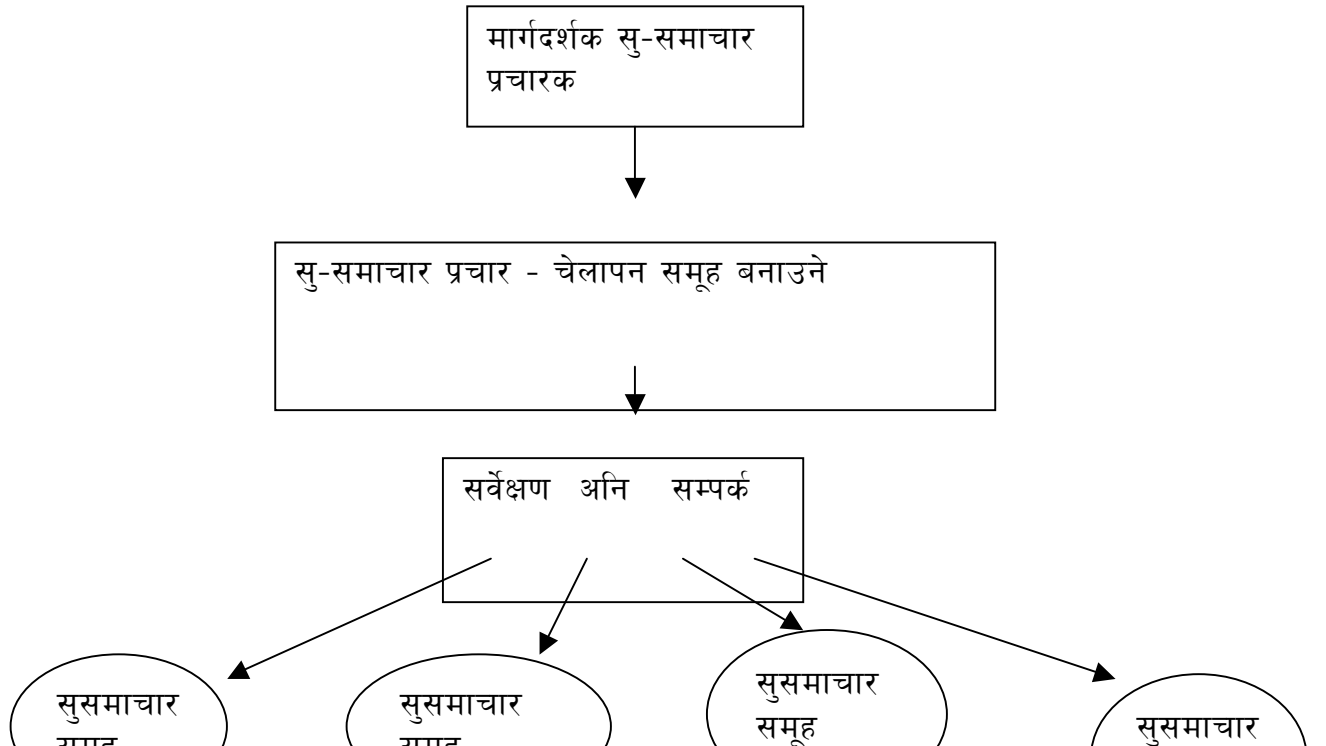 मार्गदर्शक सु-समाचार
प्रचारक
सु-समाचार प्रचार - चेलापन समूह बनाउने
सर्वेक्षण अनि सम्पर्क
सुसमाचार
सुसमाचार
सुसमाचार
समूह
सुसमाचार